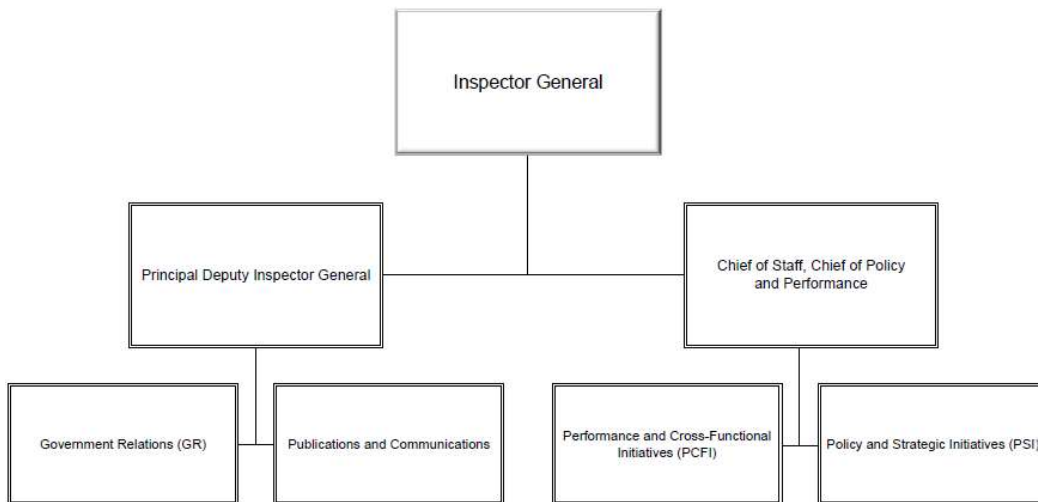 Inspector General
Principal Deputy Inspector General
Chief of Staff, Chief of Policy
and Performance
Government Relations (GR)
Publications and Communications
Performance and Cross-Functional
Initiatives (PCFI)
Policy and Strategic Initiatives (PSI)